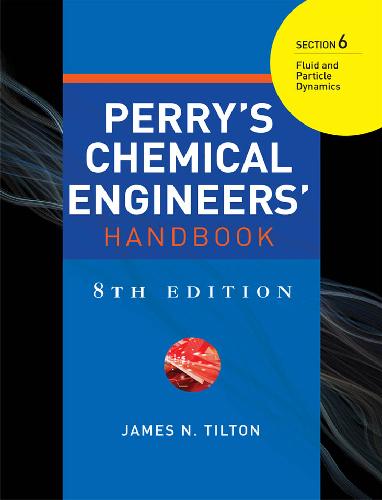 SECTION 6
Fluid and
Particle
Dynamics
PERRY'S
CHEMICAL
ENGINEERS'
HANDBOOK
8TH EDITION
JAMES N. TILTON